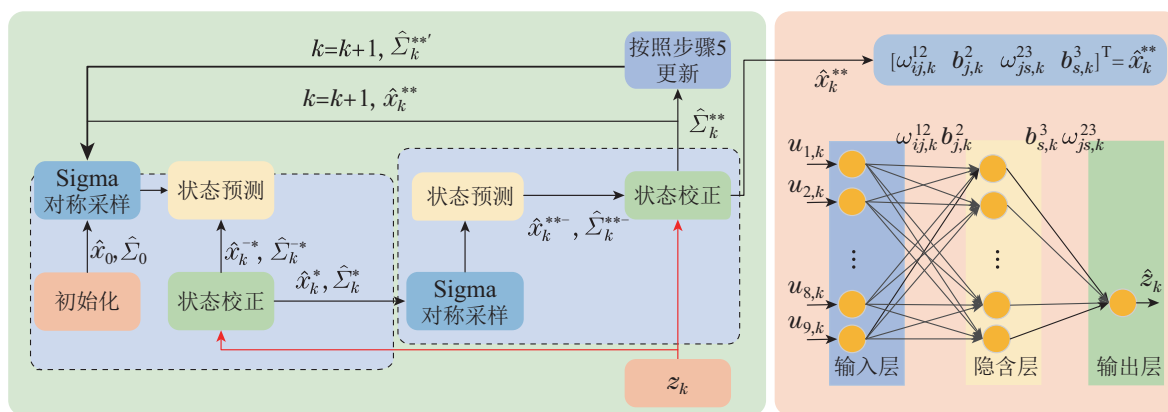 k=k+1, Σ̂_k^{**′}
按照步骤5
更新
k=k+1, x̂_k^{**}
Σ̂_k^{**}
Sigma
对称采样
状态预测
x̂_0, Σ̂_0
x̂_k^{-*}, Σ̂_k^{-*}
初始化
状态校正
x̂_k^*, Σ̂_k^*
状态预测
x̂_k^{**-}, Σ̂_k^{**-}
状态校正
Sigma
对称采样
z_k
x̂_k^{**}
[ω_{ij,k}^{12} b_{j,k}^2 ω_{js,k}^{23} b_{s,k}^3]^T = x̂_k^{**}
ω_{ij,k}^{12} b_{j,k}^2
b_{s,k}^3 ω_{js,k}^{23}
u_{1,k}
u_{2,k}
⋮ ⋮
u_{8,k}
u_{9,k}
ẑ_k
输入层 隐含层 输出层